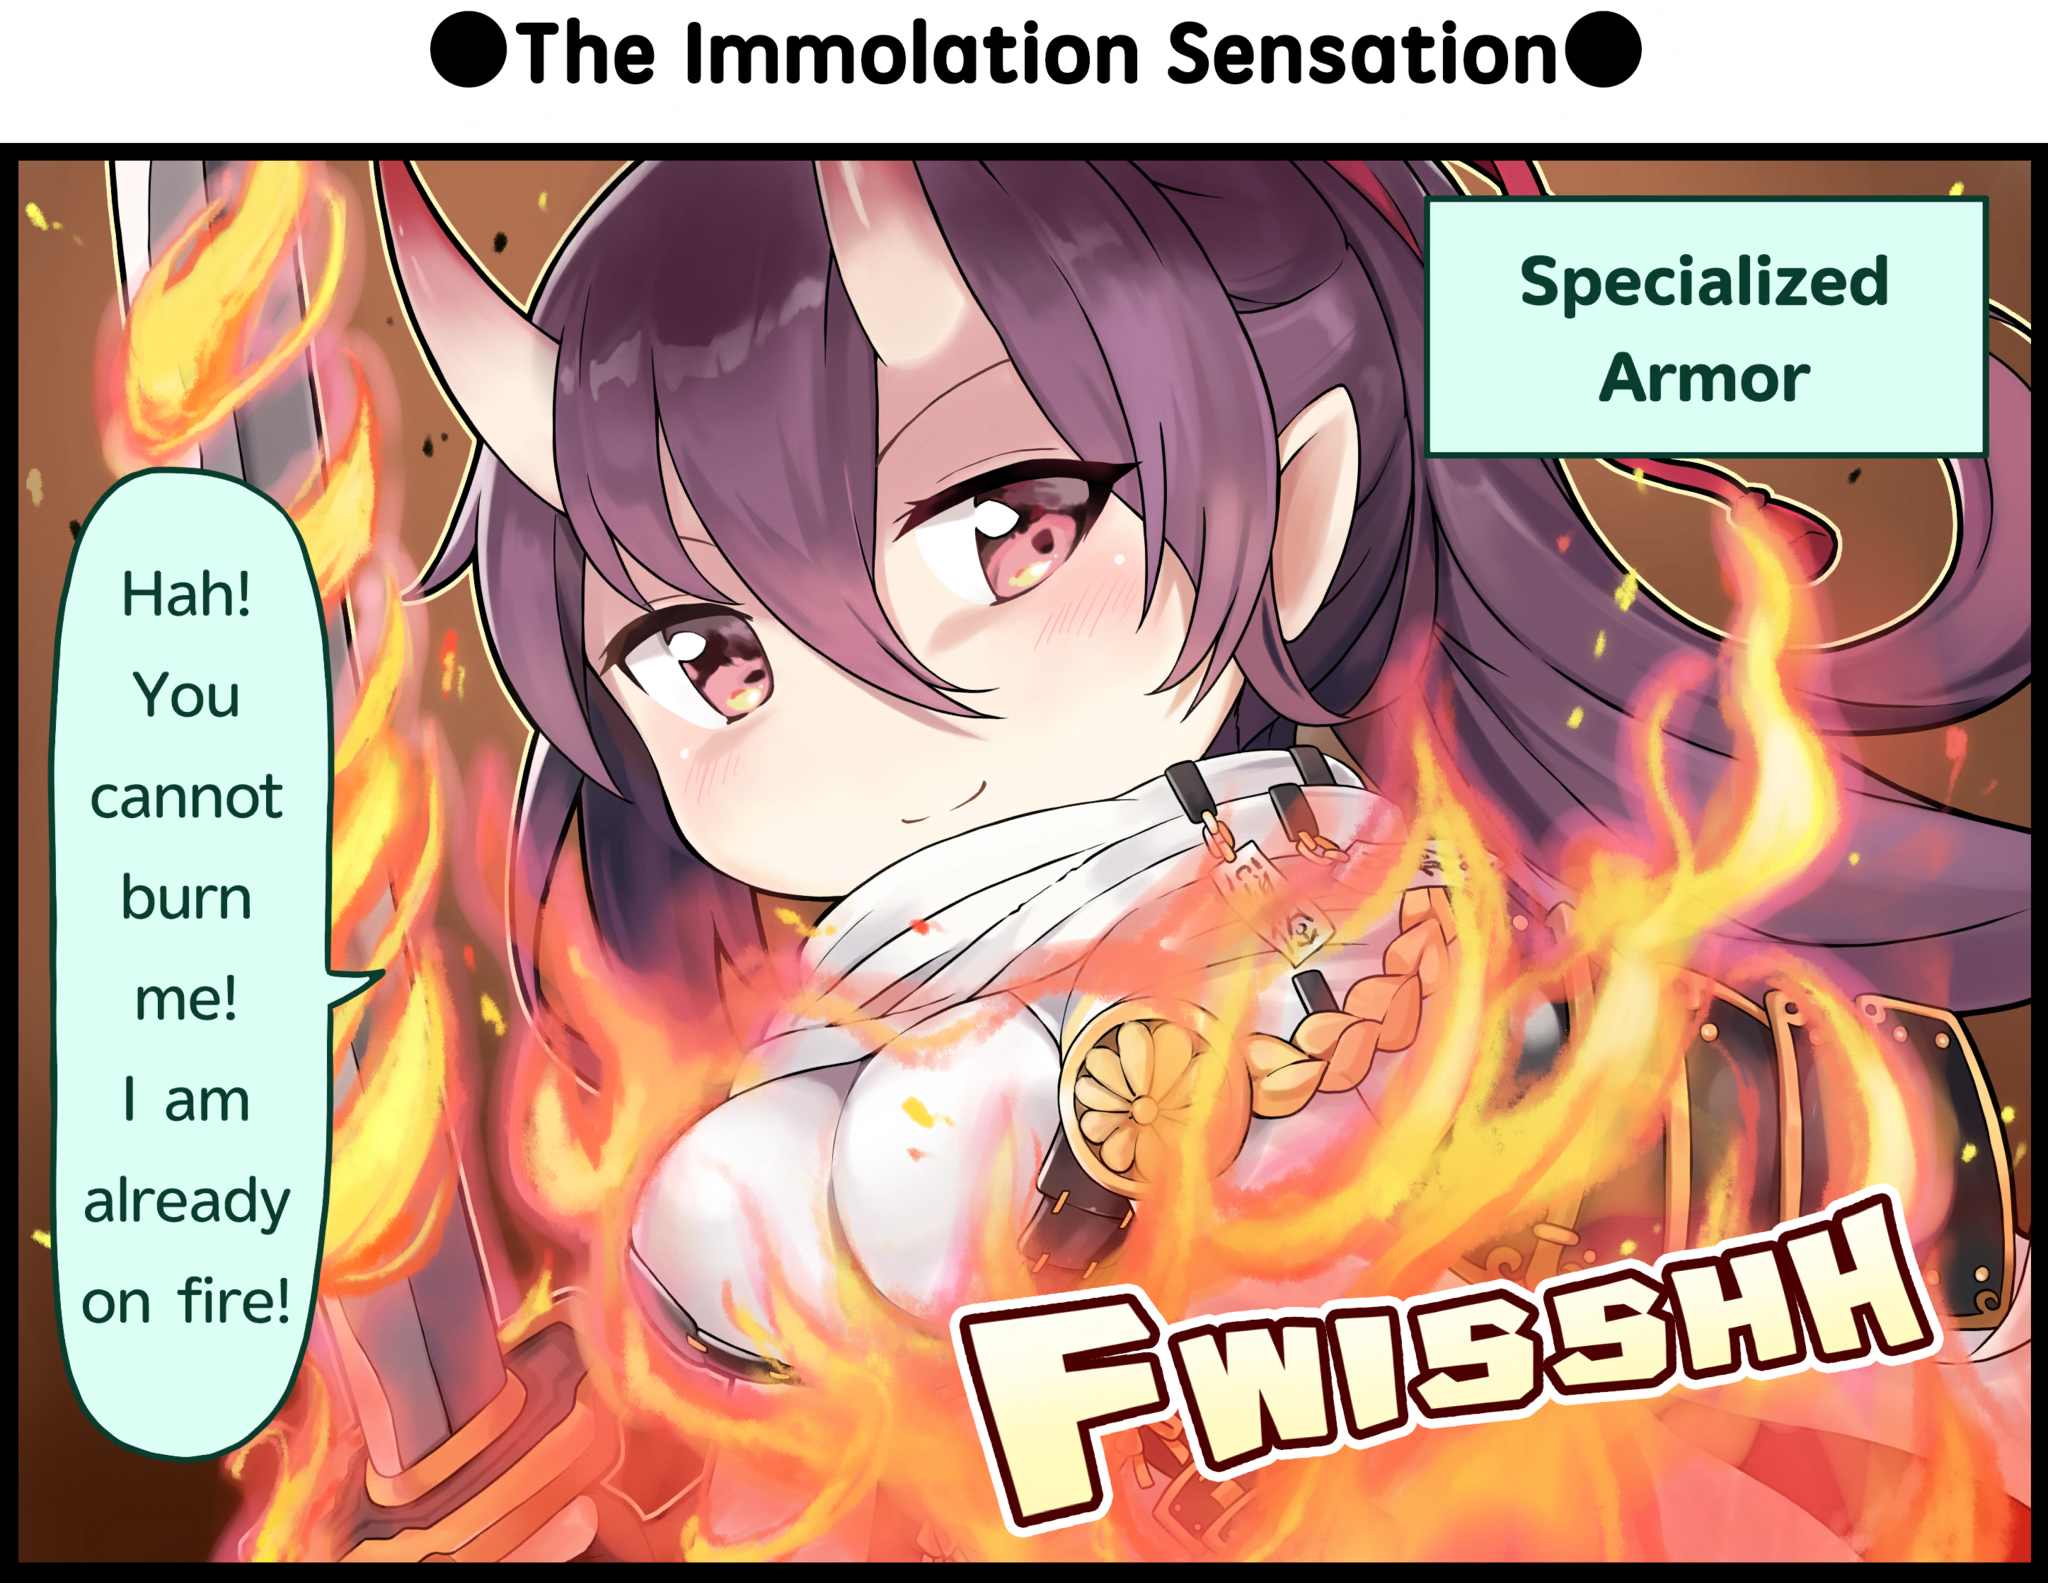 ●The Immolation Sensation●
Specialized
Armor
Hah!
You
cannot
burn
me!
I am
already
on fire!
FWISSHH